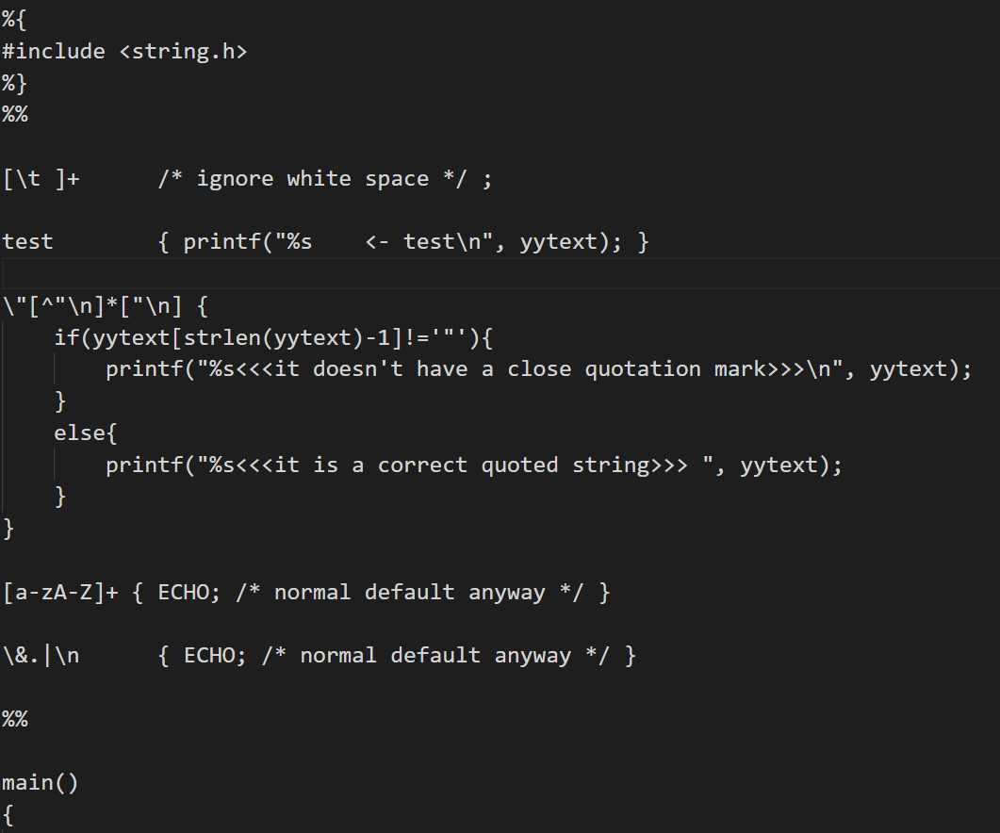 %{
#include <string.h>
%}
%%
[\t ]+      /* ignore white space */ ;
test        { printf("%s    <- test\n", yytext); }
\"[^"\n]*["\n] {
    if(yytext[strlen(yytext)-1]!='"'){
        printf("%s<<<it doesn't have a close quotation mark>>>\n", yytext);
    }
    else{
        printf("%s<<<it is a correct quoted string>>> ", yytext);
    }
}
[a-zA-Z]+ { ECHO; /* normal default anyway */ }
\&.|\n      { ECHO; /* normal default anyway */ }
%%
main()
{